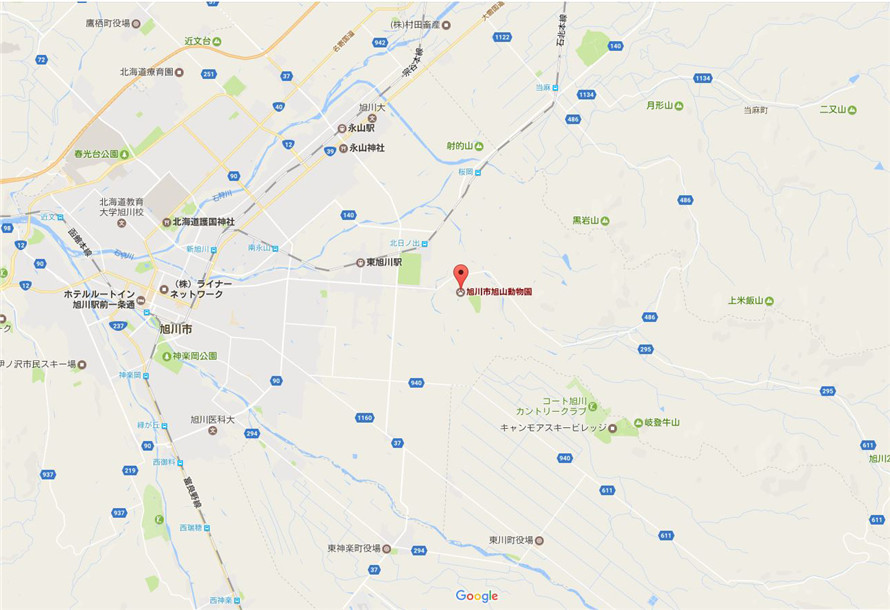 鷹栖町役場
近文台
(株)村田畜産
大雪国道
名寄国道
942
1122
石北本線
140
72
北海道療育園
251
37
宗谷本線
1134
当麻
1134
40
旭川大
永山駅
486
月形山
当麻町
二又山
春光台公園
12
39
永山神社
射的山
桜岡
90
石狩川
486
北海道教育
大学旭川校
北海道護国神社
140
黒岩山
近文
98
12
函館本線
石狩川
新旭川
南永山
北日ノ出
90
東旭川駅
12
(株) ライナー
ネットワーク
旭川市旭山動物園
ホテルルートイン
旭川駅前一条通
上米飯山
237
旭川市
486
神楽岡公園
295
伊ノ沢市民スキー場
神楽岡
90
940
295
コート旭川
カントリークラブ
旭川医科大
1160
岐登牛山
キャンモアスキービレッジ
緑が丘
294
90
37
611
西御料
940
旭川2
937
219
富良野線
611
937
611
西瑞穂
611
東神楽町役場
294
東川町役場
37
西神楽
Google